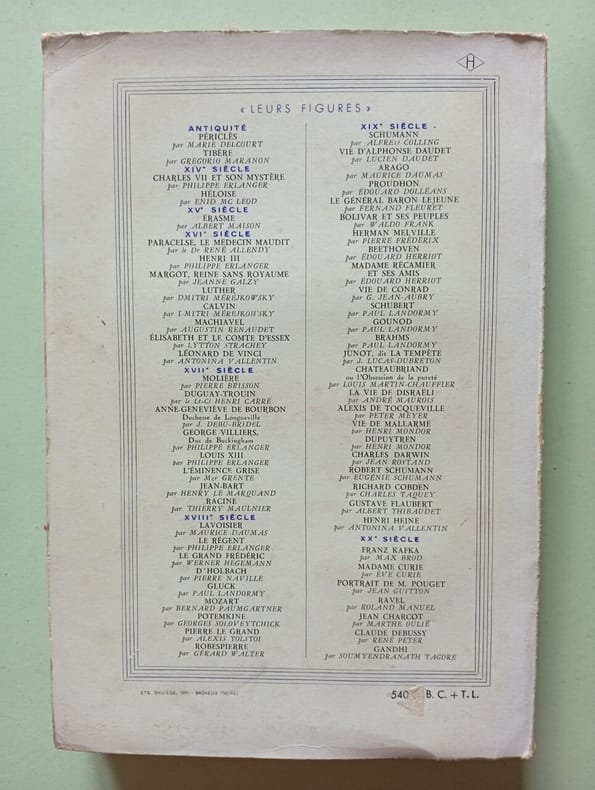 H
« LEURS FIGURES »
ANTIQUITÉ
PÉRICLÈS
par MARIE DELCOURT
TIBÈRE
par GREGORIO MARANON
XIVe SIÈCLE
CHARLES VII ET SON MYSTÈRE
par PHILIPPE ERLANGER
HÉLOISE
par ENID MC LEOD
XVe SIÈCLE
ÉRASME
par ALBERT MAISON
XVIe SIÈCLE
PARACELSE, LE MEDECIN MAUDIT
par le Dr RENÉ ALLENDY
HENRI III
par PHILIPPE ERLANGER
MARGOT, REINE SANS ROYAUME
par JEANNE GALZY
LUTHER
par DMITRI MÉREJKOWSKY
CALVIN
par DMITRI MÉREJKOWSKY
MACHIAVEL
par AUGUSTIN RENAUDET
ÉLISABETH ET LE COMTE D'ESSEX
par LYTTON STRACHEY
LÉONARD DE VINCI
par ANTONINA VALLENTIN
XVIIe SIÈCLE
MOLIÈRE
par PIERRE BRISSON
DUGUAY-TROUIN
par le Lt-Cl HENRI CARRÉ
ANNE-GENEVIÈVE DE BOURBON
Duchesse de Longueville
par J. DEBU-BRIDEL
GEORGE VILLIERS,
Duc de Buckingham
par PHILIPPE ERLANGER
LOUIS XIII
par PHILIPPE ERLANGER
L'ÉMINENCE GRISE
par Mgr GRENTE
JEAN-BART
par HENRY LE MARQUAND
RACINE
par THIERRY MAULNIER
XVIIIe SIÈCLE
LAVOISIER
par MAURICE DAUMAS
LE RÉGENT
par PHILIPPE ERLANGER
LE GRAND FRÉDÉRIC
par WERNER HEGEMANN
D'HOLBACH
par PIERRE NAVILLE
GLUCK
par PAUL LANDORMY
MOZART
par BERNARD PAUMGARTNER
POTEMKINE
par GEORGES SOLOVEYTCHICK
PIERRE LE GRAND
par ALEXIS TOLSTOI
ROBESPIERRE
par GÉRARD WALTER
XIXe SIÈCLE
SCHUMANN
par ALFRED COLLING
VIE D'ALPHONSE DAUDET
par LUCIEN DAUDET
ARAGO
par MAURICE DAUMAS
PROUDHON
par ÉDOUARD DOLLÉANS
LE GÉNÉRAL BARON LEJEUNE
par FERNAND FLEURET
BOLIVAR ET SES PEUPLES
par WALDO FRANK
HERMAN MELVILLE
par PIERRE FRÉDÉRIX
BEETHOVEN
par ÉDOUARD HERRIOT
MADAME RÉCAMIER
ET SES AMIS
par ÉDOUARD HERRIOT
VIE DE CONRAD
par G. JEAN-AUBRY
SCHUBERT
par PAUL LANDORMY
GOUNOD
par PAUL LANDORMY
BRAHMS
par PAUL LANDORMY
JUNOT, dit LA TEMPÊTE
par J. LUCAS-DUBRETON
CHATEAUBRIAND
ou l'Obsession de la pureté
par LOUIS MARTIN-CHAUFFIER
LA VIE DE DISRAËLI
par ANDRÉ MAUROIS
ALEXIS DE TOCQUEVILLE
par PETER MEYER
VIE DE MALLARMÉ
par HENRI MONDOR
DUPUYTREN
par HENRI MONDOR
CHARLES DARWIN
par JEAN ROSTAND
ROBERT SCHUMANN
par EUGÉNIE SCHUMANN
RICHARD COBDEN
par CHARLES TAQUEY
GUSTAVE FLAUBERT
par ALBERT THIBAUDET
HENRI HEINE
par ANTONINA VALLENTIN
XXe SIÈCLE
FRANZ KAFKA
par MAX BROD
MADAME CURIE
par ÈVE CURIE
PORTRAIT DE M. POUGET
par JEAN GUITTON
RAVEL
par ROLAND MANUEL
JEAN CHARCOT
par MARTHE OULIÉ
CLAUDE DEBUSSY
par RENÉ PETER
GANDHI
par SOUMYENDRANATH TAGORE
IMP. - BAGNEUX (SEINE)
540 B. C. + T. L.